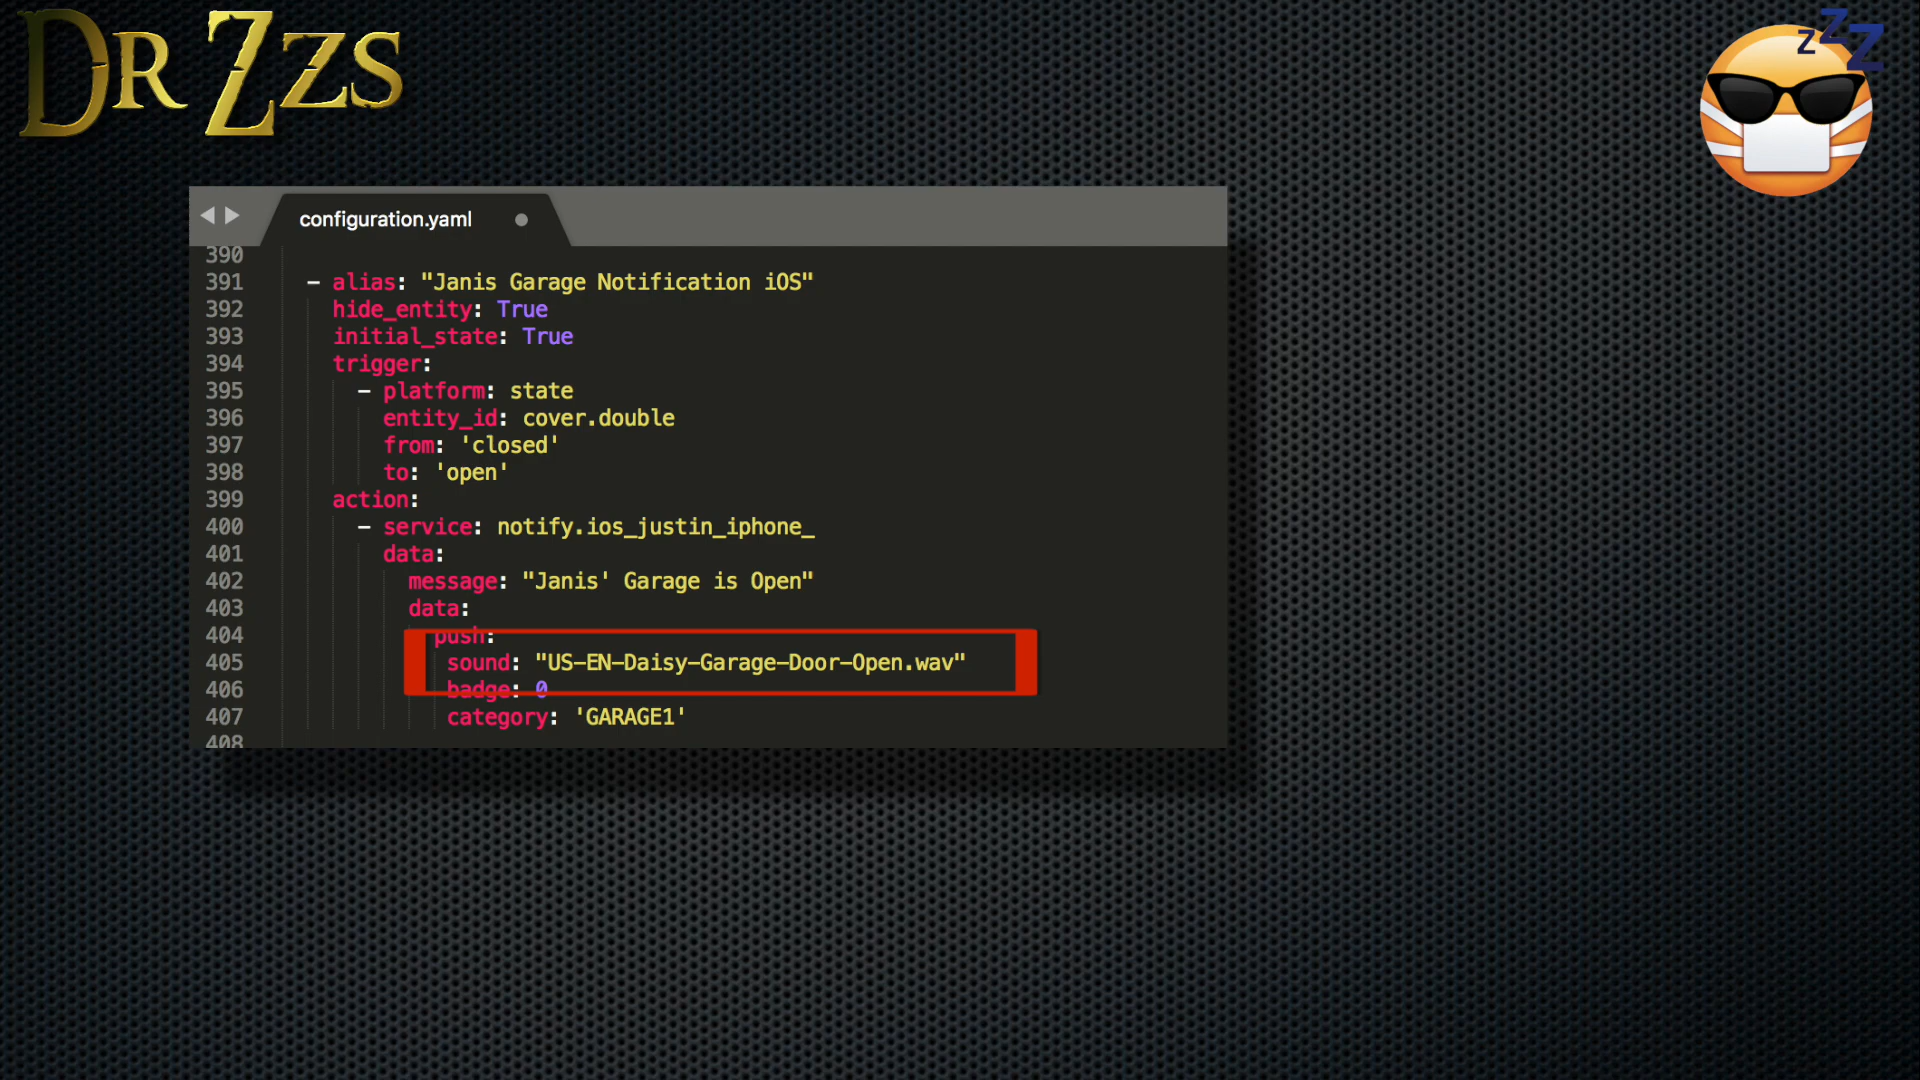 DR ZZS
Z Z Z
configuration.yaml
390
391 - alias: "Janis Garage Notification iOS"
392 hide_entity: True
393 initial_state: True
394 trigger:
395 - platform: state
396 entity_id: cover.double
397 from: 'closed'
398 to: 'open'
399 action:
400 - service: notify.ios_justin_iphone_
401 data:
402 message: "Janis' Garage is Open"
403 data:
404 push:
405 sound: "US-EN-Daisy-Garage-Door-Open.wav"
406 badge: 0
407 category: 'GARAGE1'
408